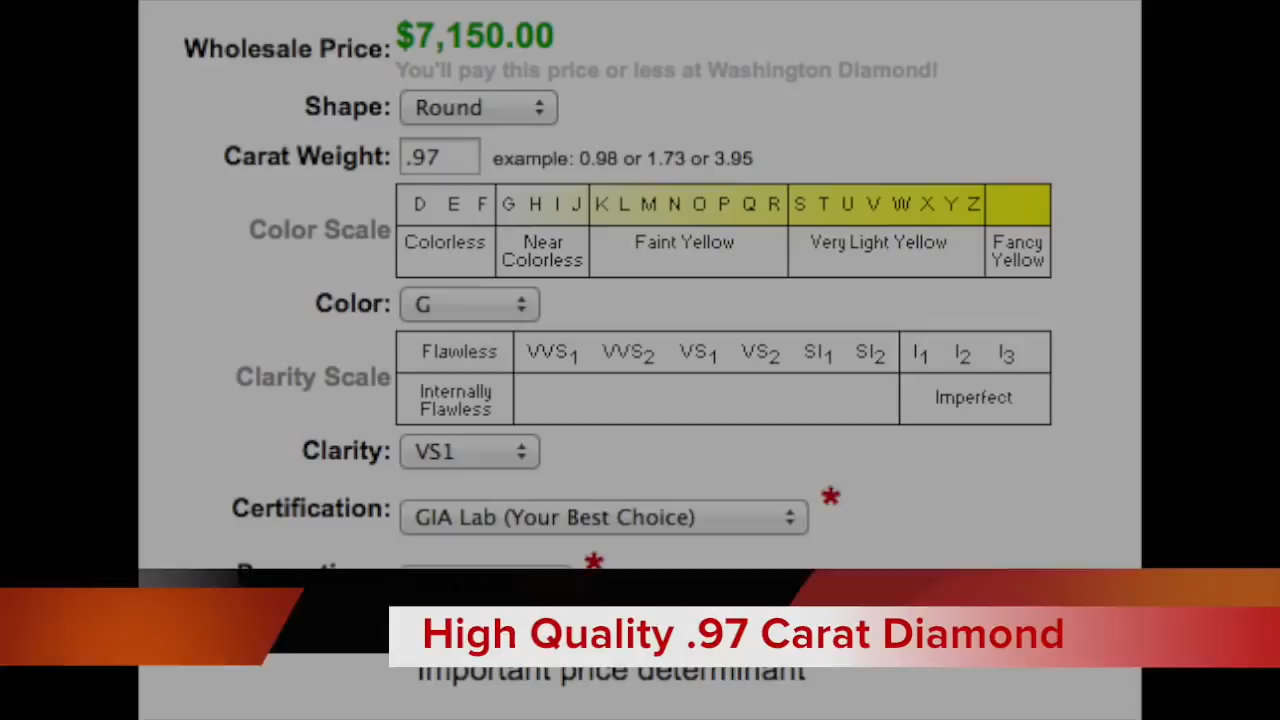 Wholesale Price: $7,150.00
You'll pay this price or less at Washington Diamond!
Shape: Round
Carat Weight: .97 example: 0.98 or 1.73 or 3.95
Color Scale
D E F G H I J K L M N O P Q R S T U V W X Y Z
Colorless Near Colorless Faint Yellow Very Light Yellow Fancy Yellow
Color: G
Clarity Scale
Flawless VVS1 VVS2 VS1 VS2 SI1 SI2 I1 I2 I3
Internally Flawless Imperfect
Clarity: VS1
Certification: GIA Lab (Your Best Choice) *
*
High Quality .97 Carat Diamond
Important price determinant